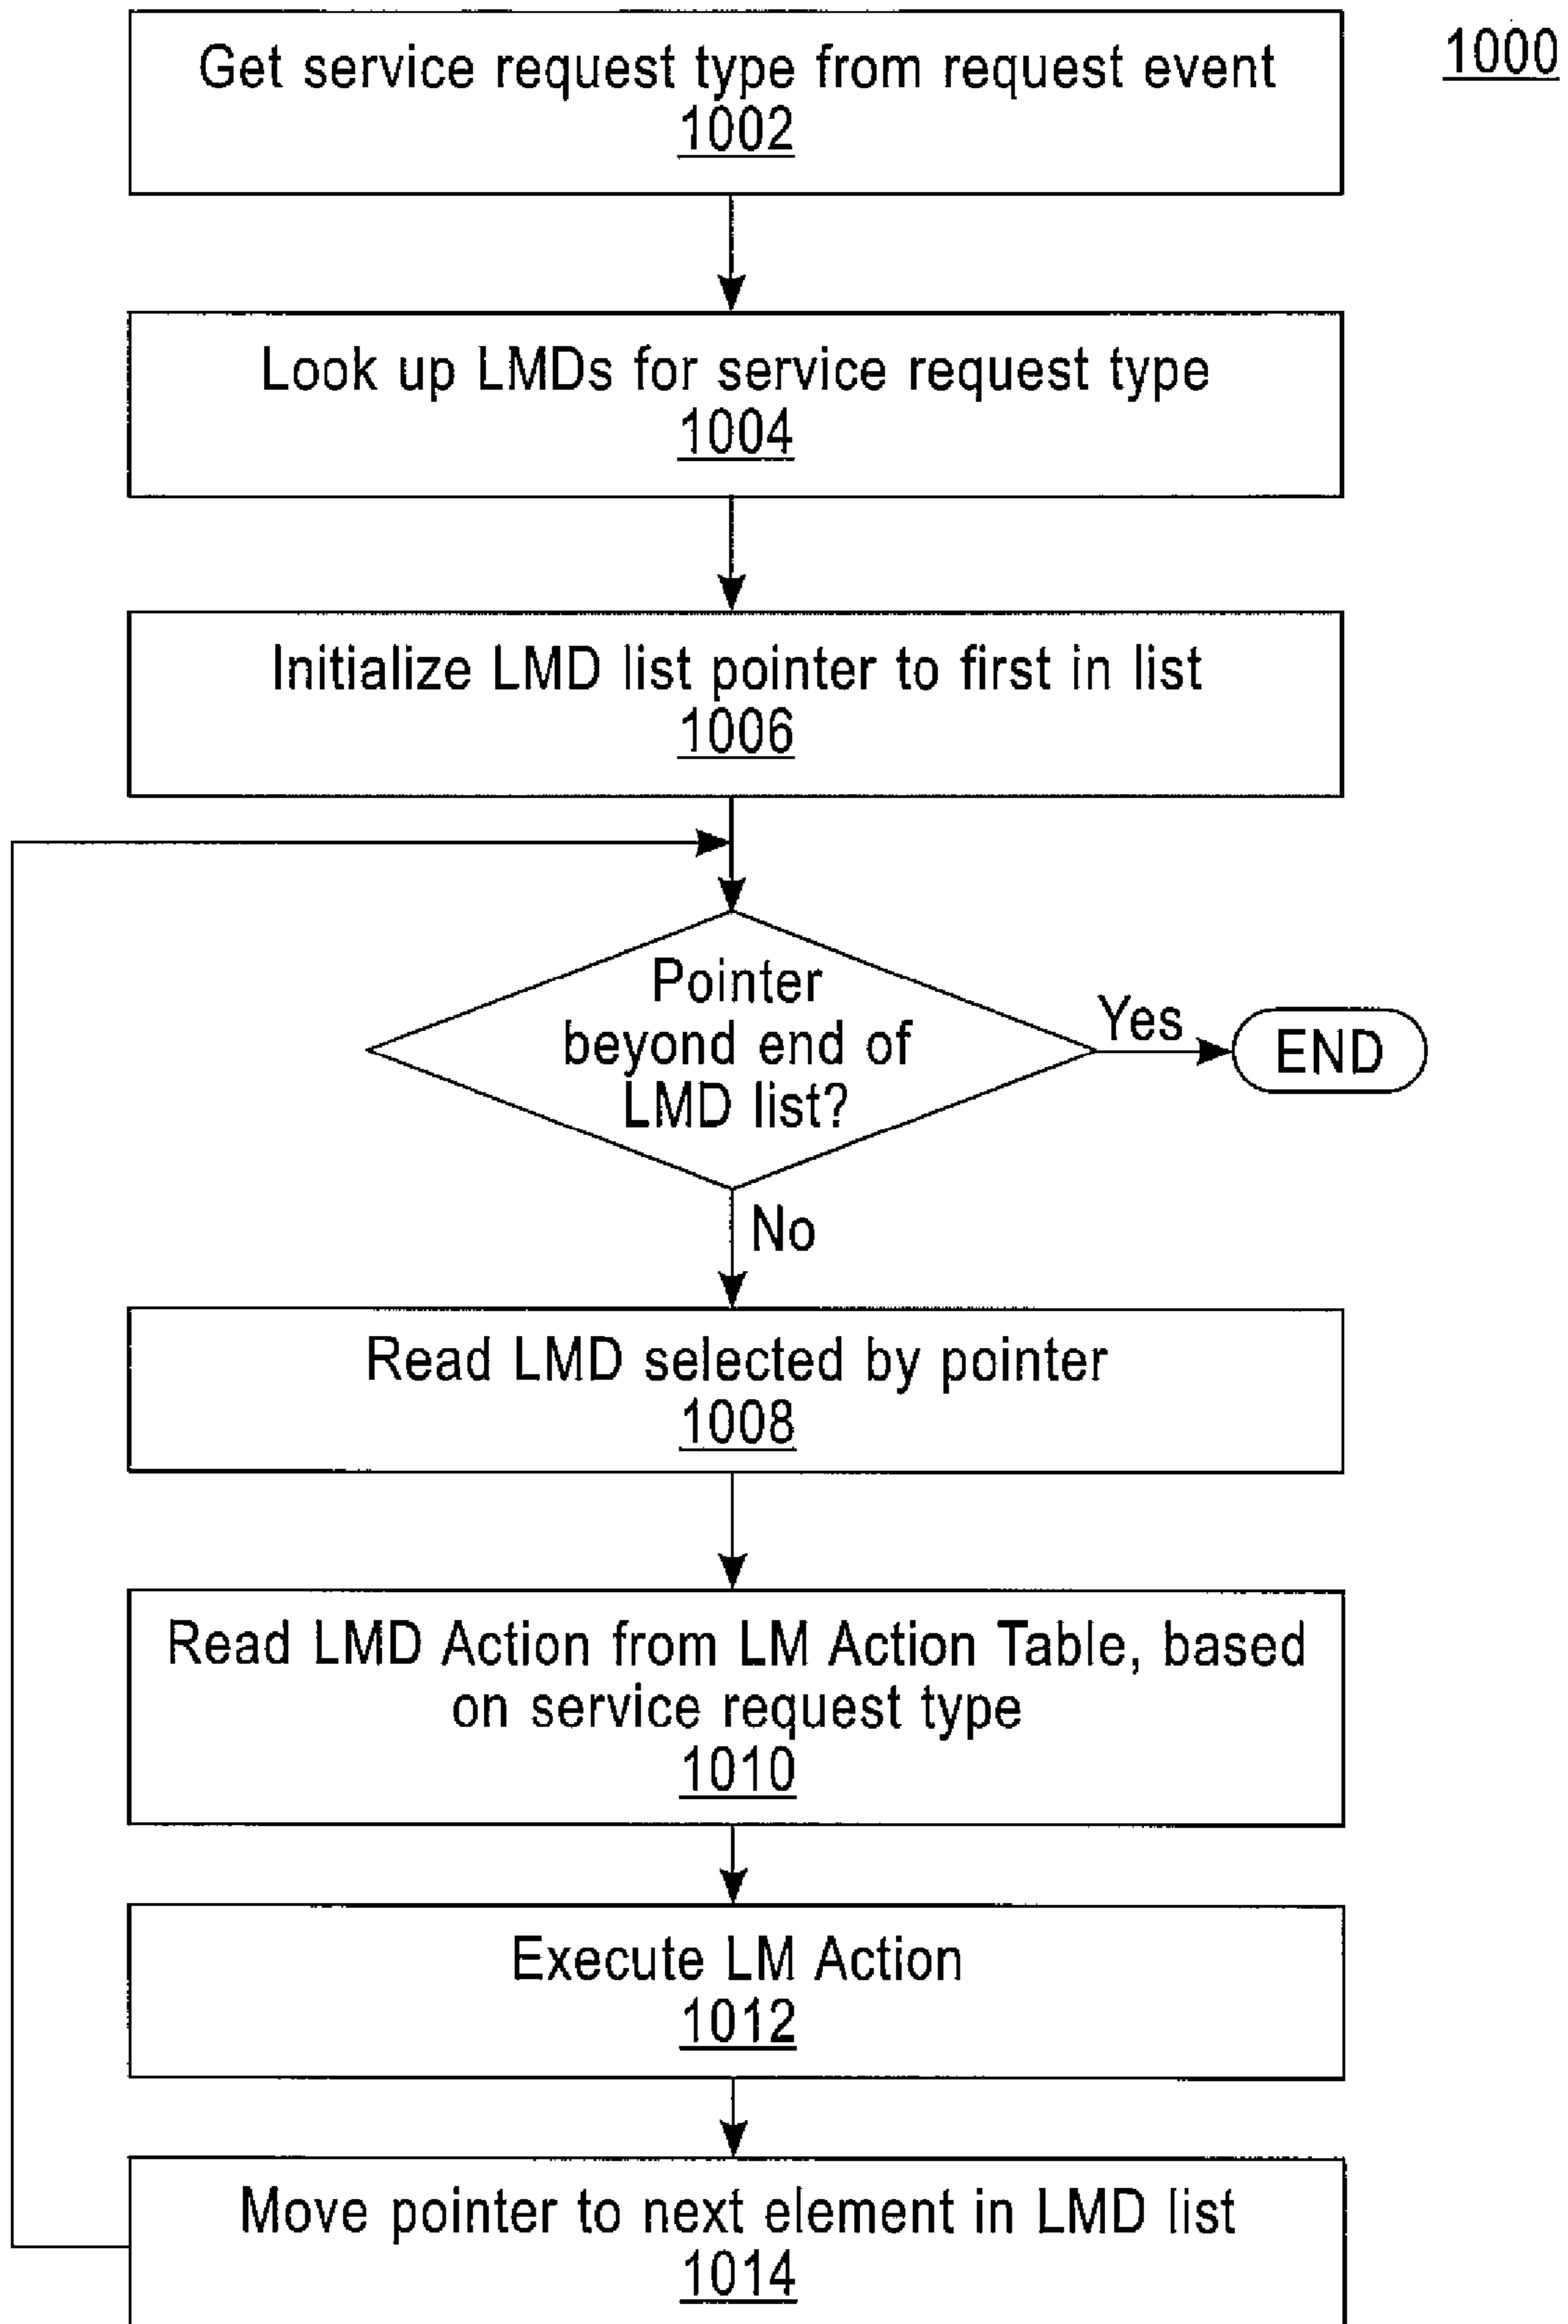 1000
Get service request type from request event
1002
Look up LMDs for service request type
1004
Initialize LMD list pointer to first in list
1006
Pointer
beyond end of
LMD list?
Yes
END
No
Read LMD selected by pointer
1008
Read LMD Action from LM Action Table, based
on service request type
1010
Execute LM Action
1012
Move pointer to next element in LMD list
1014